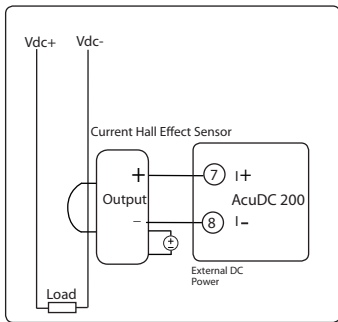 Vdc+ Vdc-
Current Hall Effect Sensor
+ 7 I+
Output AcuDC 200
− 8 I-
+
−
External DC
Power
Load